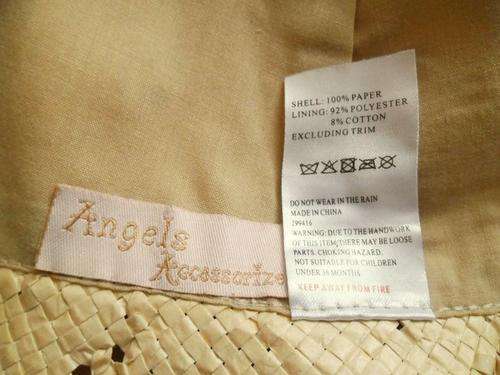 SHELL: 100% PAPER
LINING: 92% POLYESTER
8% COTTON
EXCLUDING TRIM
DO NOT WEAR IN THE RAIN
MADE IN CHINA
299416
WARNING: DUE TO THE HANDWORK
OF THIS ITEM, THERE MAY BE LOOSE
PARTS. CHOKING HAZARD.
NOT SUITABLE FOR CHILDREN
UNDER 36 MONTHS.
KEEP AWAY FROM FIRE
Angels
Accessorize